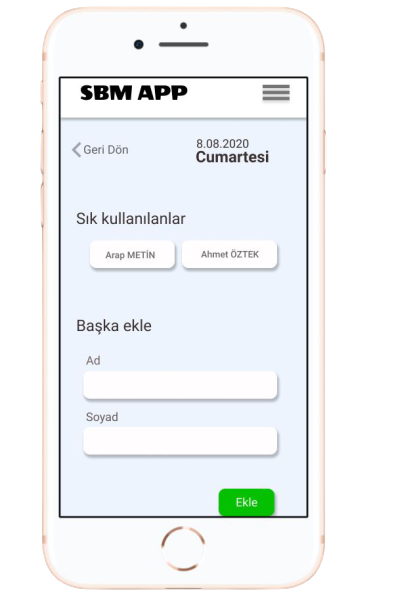 SBM APP
Geri Dön
8.08.2020
Cumartesi
Sık kullanılanlar
Arap METİN
Ahmet ÖZTEK
Başka ekle
Ad
Soyad
Ekle